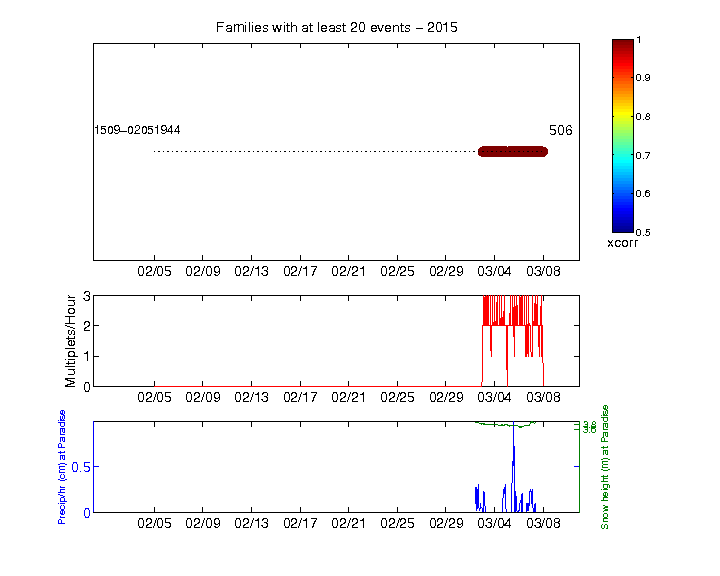 Families with at least 20 events − 2015
1509−02051944
506
02/05 02/09 02/13 02/17 02/21 02/25 02/29 03/04 03/08
1
0.9
0.8
0.7
0.6
0.5
xcorr
Multiplets/Hour
3
2
1
0
02/05 02/09 02/13 02/17 02/21 02/25 02/29 03/04 03/08
Precip/hr (cm) at Paradise
0.5
0
02/05 02/09 02/13 02/17 02/21 02/25 02/29 03/04 03/08
Snow height (m) at Paradise